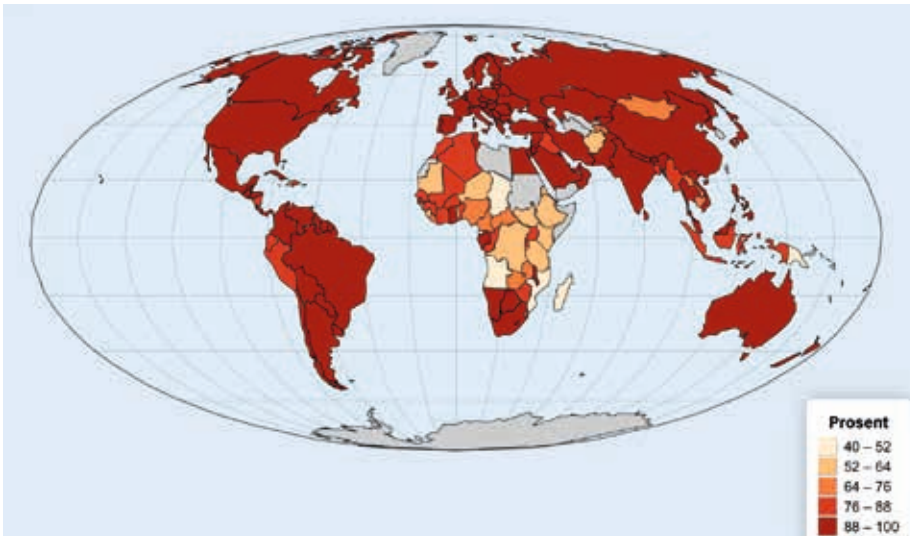 Prosent
40 – 52
52 – 64
64 – 76
76 – 88
88 – 100